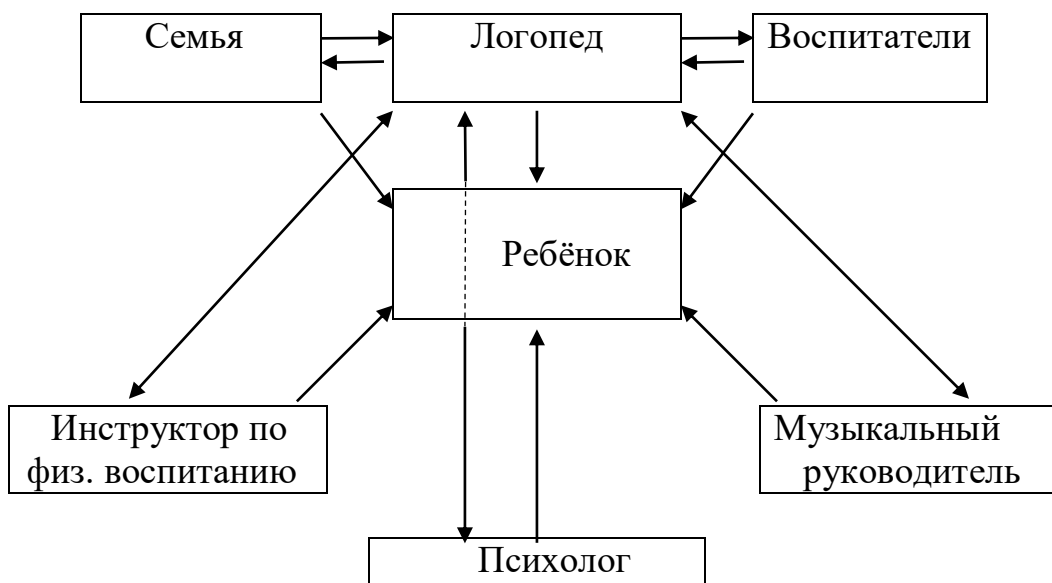 Семья
Логопед
Воспитатели
Ребёнок
Инструктор по
физ. воспитанию
Музыкальный
руководитель
Психолог